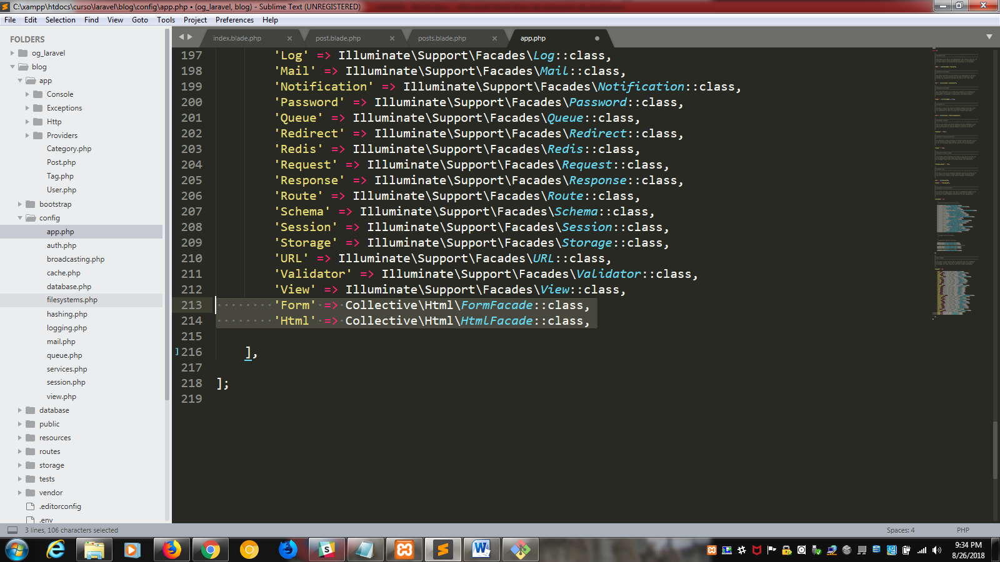 C:\xampp\htdocs\curso\laravel\blog\config\app.php • (og_laravel, blog) - Sublime Text (UNREGISTERED)
File Edit Selection Find View Goto Tools Project Preferences Help
FOLDERS
og_laravel
blog
app
Console
Exceptions
Http
Providers
Category.php
Post.php
Tag.php
User.php
bootstrap
config
app.php
auth.php
broadcasting.php
cache.php
database.php
filesystems.php
hashing.php
logging.php
mail.php
queue.php
services.php
session.php
view.php
database
public
resources
routes
storage
tests
vendor
.editorconfig
.env
index.blade.php × post.blade.php × posts.blade.php × app.php
197 'Log' => Illuminate\Support\Facades\Log::class,
198 'Mail' => Illuminate\Support\Facades\Mail::class,
199 'Notification' => Illuminate\Support\Facades\Notification::class,
200 'Password' => Illuminate\Support\Facades\Password::class,
201 'Queue' => Illuminate\Support\Facades\Queue::class,
202 'Redirect' => Illuminate\Support\Facades\Redirect::class,
203 'Redis' => Illuminate\Support\Facades\Redis::class,
204 'Request' => Illuminate\Support\Facades\Request::class,
205 'Response' => Illuminate\Support\Facades\Response::class,
206 'Route' => Illuminate\Support\Facades\Route::class,
207 'Schema' => Illuminate\Support\Facades\Schema::class,
208 'Session' => Illuminate\Support\Facades\Session::class,
209 'Storage' => Illuminate\Support\Facades\Storage::class,
210 'URL' => Illuminate\Support\Facades\URL::class,
211 'Validator' => Illuminate\Support\Facades\Validator::class,
212 'View' => Illuminate\Support\Facades\View::class,
213 'Form' => Collective\Html\FormFacade::class,
214 'Html' => Collective\Html\HtmlFacade::class,
215
216 ],
217
218 ];
219
3 lines, 106 characters selected Spaces: 4 PHP
9:34 PM
8/26/2018